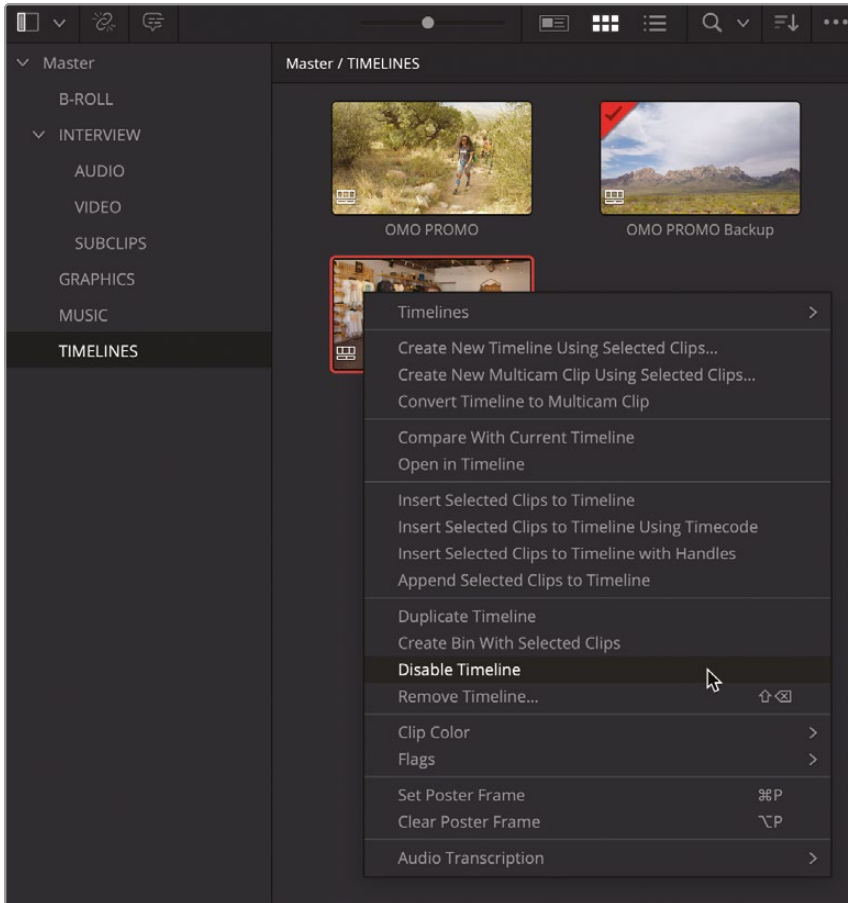 Master
Master / TIMELINES
B-ROLL
INTERVIEW
AUDIO
VIDEO
SUBCLIPS
GRAPHICS
MUSIC
TIMELINES
OMO PROMO
OMO PROMO Backup
Timelines
Create New Timeline Using Selected Clips...
Create New Multicam Clip Using Selected Clips...
Convert Timeline to Multicam Clip
Compare With Current Timeline
Open in Timeline
Insert Selected Clips to Timeline
Insert Selected Clips to Timeline Using Timecode
Insert Selected Clips to Timeline with Handles
Append Selected Clips to Timeline
Duplicate Timeline
Create Bin With Selected Clips
Disable Timeline
Remove Timeline... ⇧⌫
Clip Color
Flags
Set Poster Frame ⌘P
Clear Poster Frame ⌥P
Audio Transcription